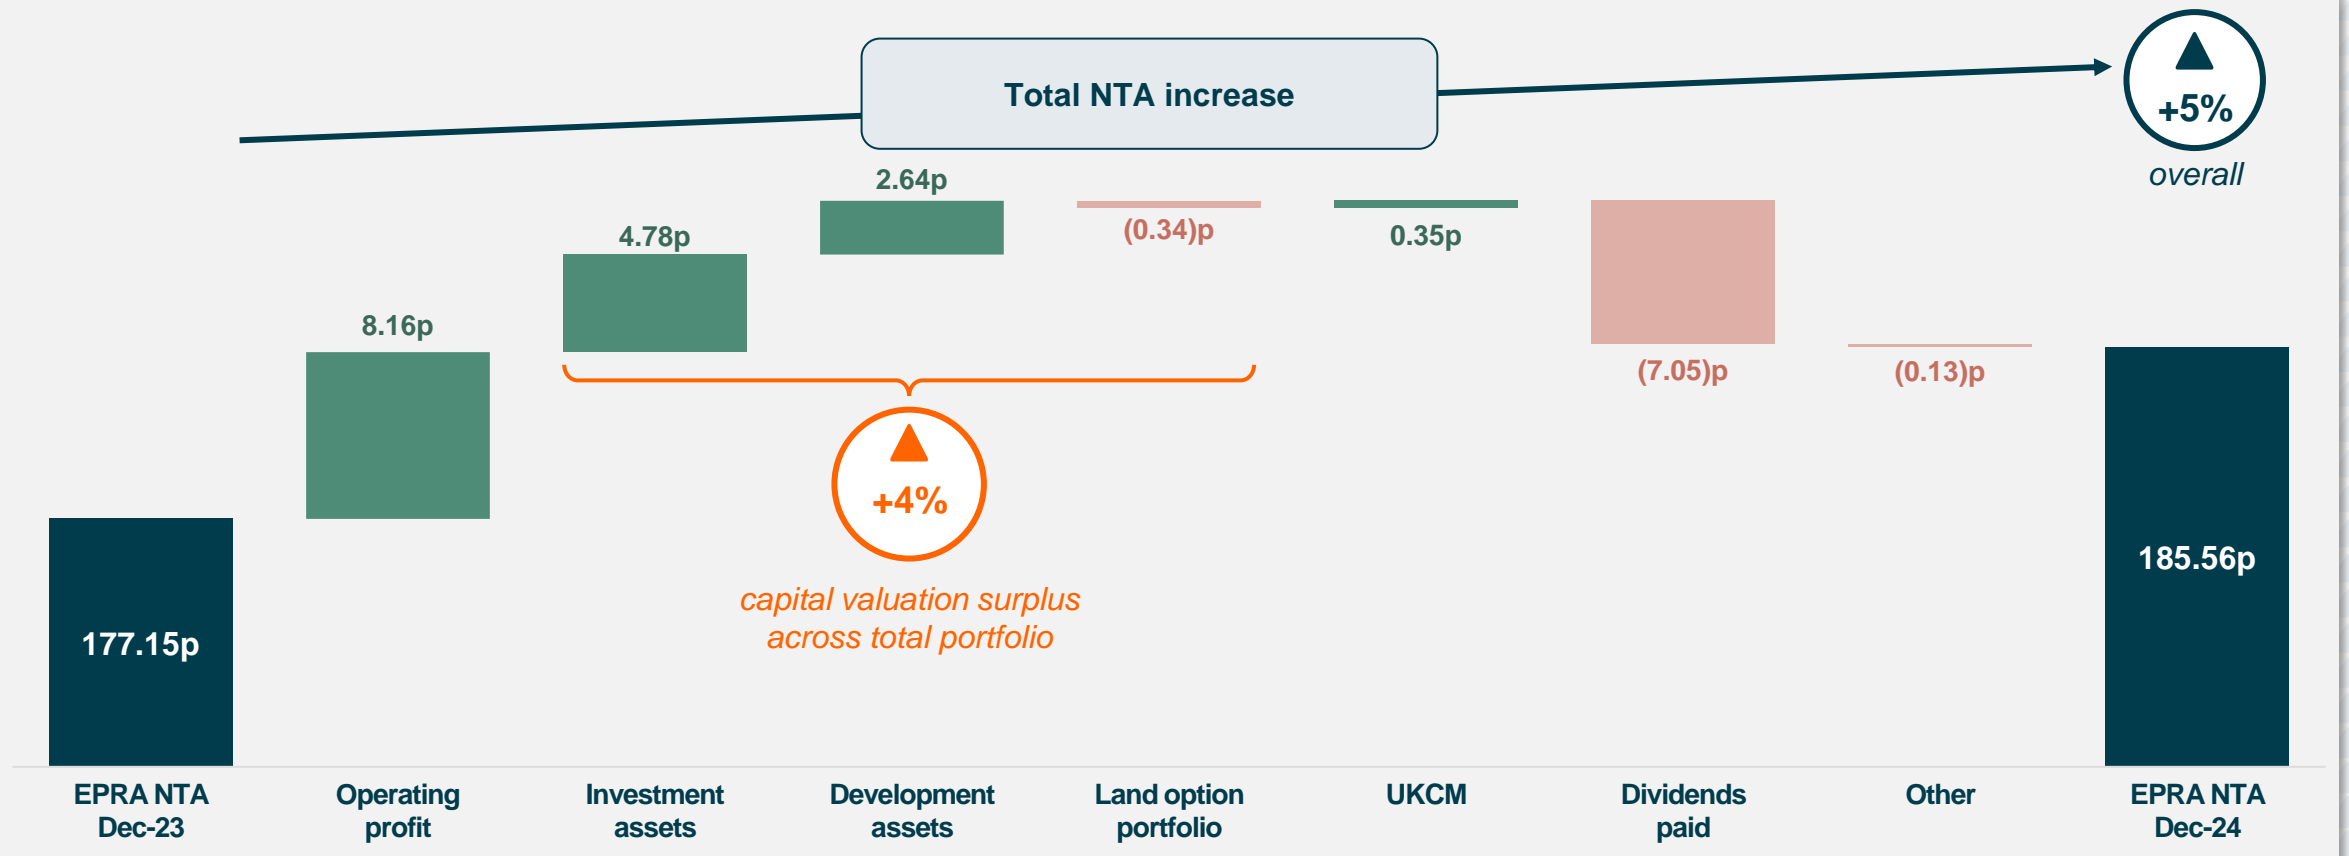 Total NTA increase
+5%
overall
2.64p
4.78p
(0.34)p
0.35p
8.16p
(7.05)p
(0.13)p
+4%
capital valuation surplus
across total portfolio
177.15p
185.56p
EPRA NTA
Dec-23
Operating
profit
Investment
assets
Development
assets
Land option
portfolio
UKCM
Dividends
paid
Other
EPRA NTA
Dec-24